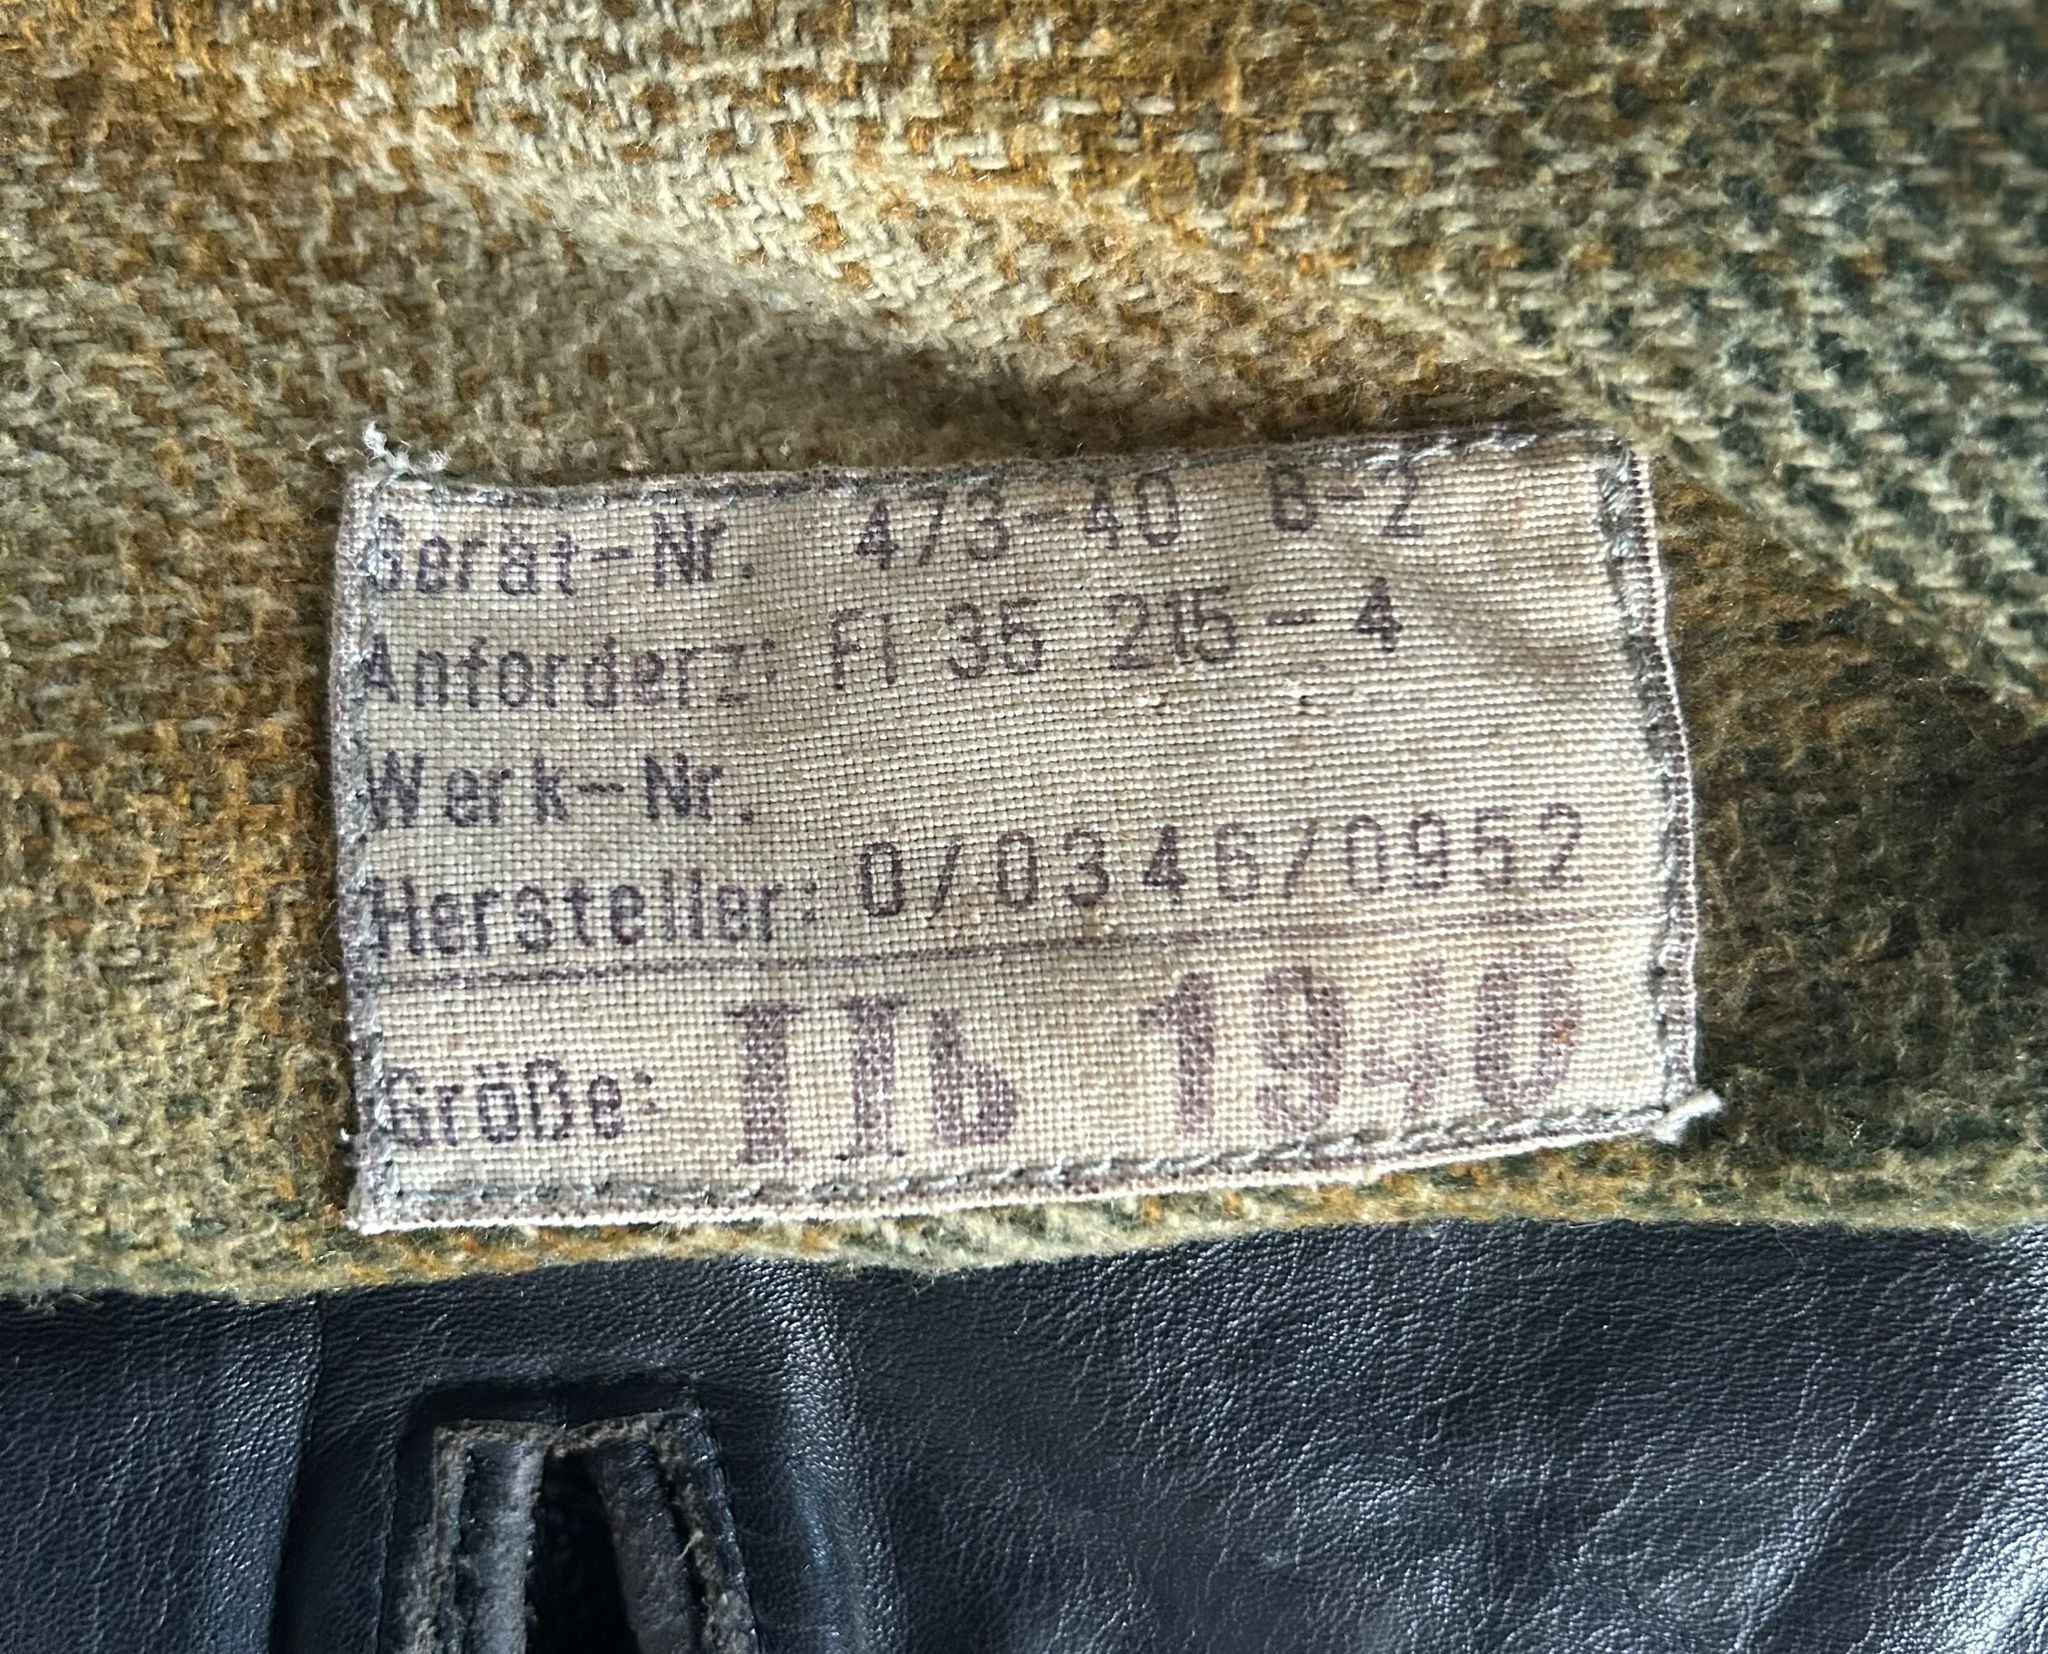 Gerät-Nr. 473-40 B-2
Anforderz: Fl 35 215-4
Werk-Nr.
Hersteller: 0/0346/0952
Größe: IIb 1940